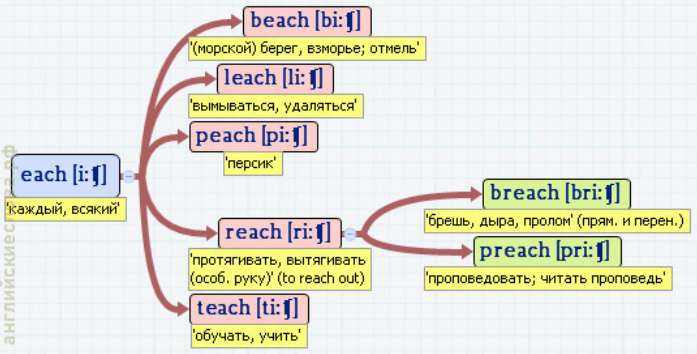 beach [bi:ʧ]
'(морской) берег, взморье; отмель'
leach [li:ʧ]
'вымываться, удаляться'
peach [pi:ʧ]
'персик'
each [i:ʧ]
'каждый, всякий'
reach [ri:ʧ]
'протягивать, вытягивать
(особ. руку)' (to reach out)
breach [bri:ʧ]
'брешь, дыра, пролом' (прям. и перен.)
preach [pri:ʧ]
'проповедовать; читать проповедь'
teach [ti:ʧ]
'обучать, учить'